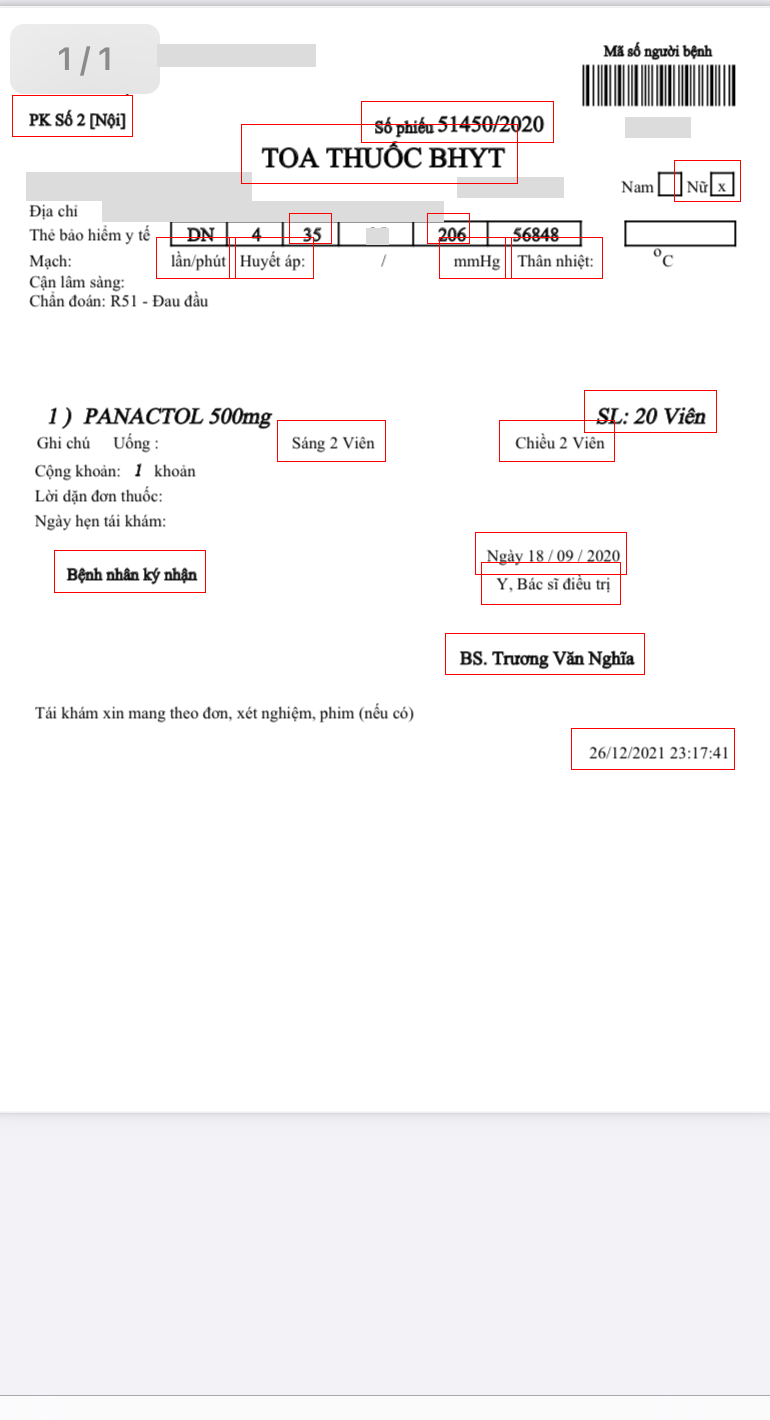 1/1
Mã số người bệnh
PK Số 2 [Nội]
Số phiếu 51450/2020
TOA THUỐC BHYT
Nam Nữ x
Địa chỉ
Thẻ bảo hiểm y tế DN 4 35 206 56848
Mạch: lần/phút Huyết áp: / mmHg Thân nhiệt: oC
Cận lâm sàng:
Chẩn đoán: R51 - Đau đầu
1 ) PANACTOL 500mg SL: 20 Viên
Ghi chú Uống : Sáng 2 Viên Chiều 2 Viên
Cộng khoản: 1 khoản
Lời dặn đơn thuốc:
Ngày hẹn tái khám:
Ngày 18 / 09 / 2020
Bệnh nhân ký nhận Y, Bác sĩ điều trị
BS. Trương Văn Nghĩa
Tái khám xin mang theo đơn, xét nghiệm, phim (nếu có)
26/12/2021 23:17:41